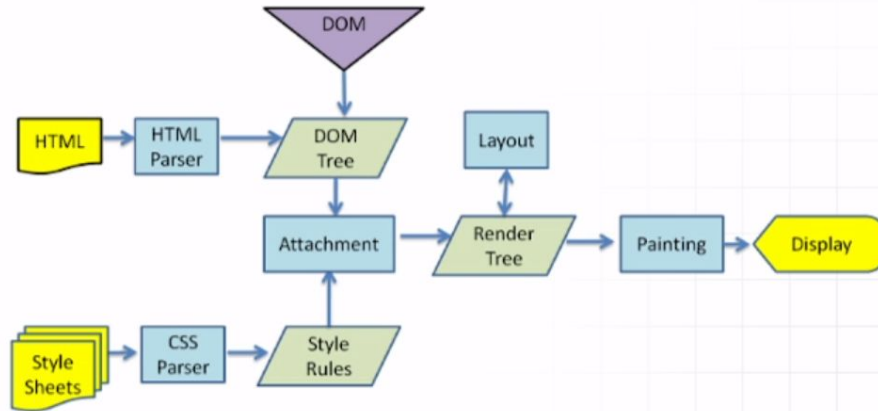 DOM
HTML
HTML
Parser
DOM
Tree
Layout
Attachment
Render
Tree
Painting
Display
Style
Sheets
CSS
Parser
Style
Rules